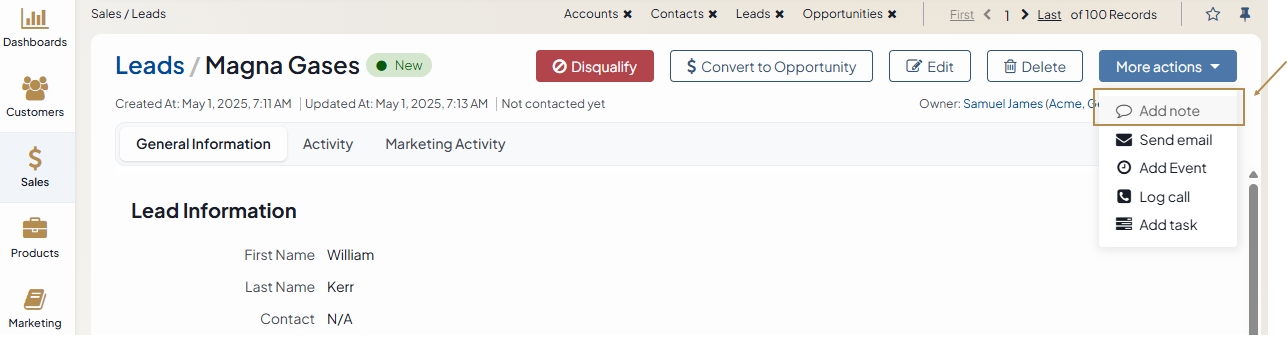 Dashboards
Customers
Sales
Products
Marketing
Sales / Leads
Accounts ✖ Contacts ✖ Leads ✖ Opportunities ✖ First 1 Last of 100 Records
Leads / Magna Gases New Disqualify $ Convert to Opportunity Edit Delete More actions
Created At: May 1, 2025, 7:11 AM Updated At: May 1, 2025, 7:13 AM Not contacted yet Owner: Samuel James (Acme,
Add note
Send email
Add Event
Log call
Add task
General Information Activity Marketing Activity
Lead Information
First Name William
Last Name Kerr
Contact N/A